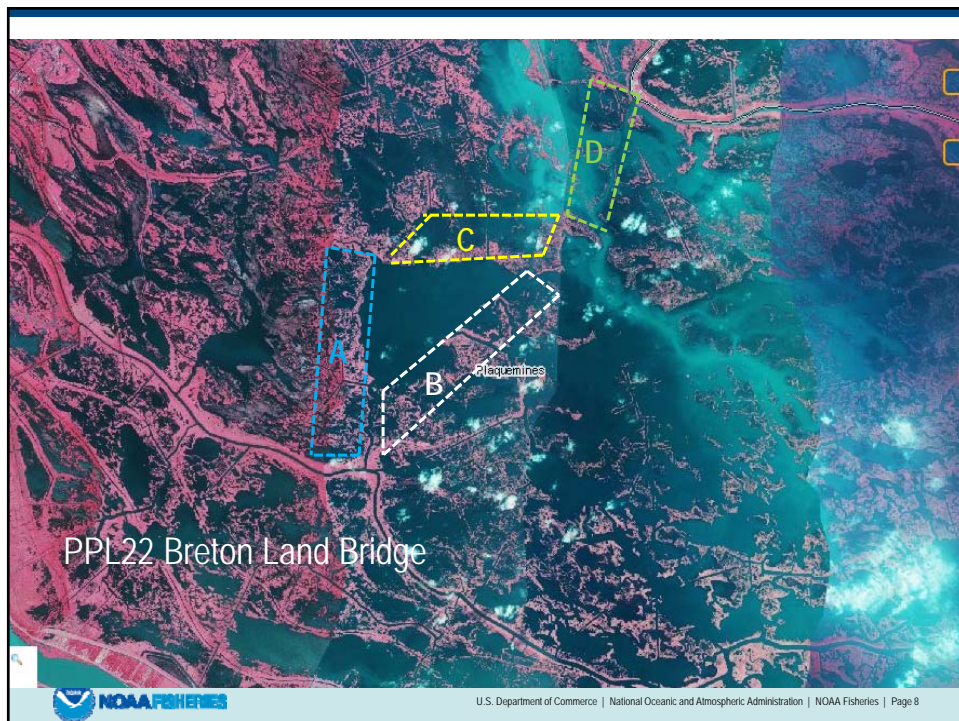 D
C
A
B
Plaquemines
PPL22 Breton Land Bridge
NOAA FISHERIES
U.S. Department of Commerce | National Oceanic and Atmospheric Administration | NOAA Fisheries | Page 8